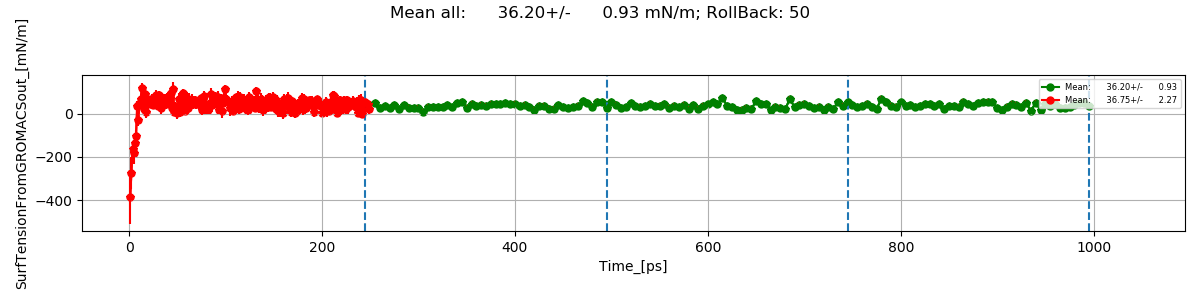 Mean all:      36.20+/-      0.93 mN/m; RollBack: 50
SurfTensionFromGROMACSout_[mN/m]
0
−200
−400
Mean:      36.20+/-      0.93
Mean:      36.75+/-      2.27
0
200
400
600
800
1000
Time_[ps]